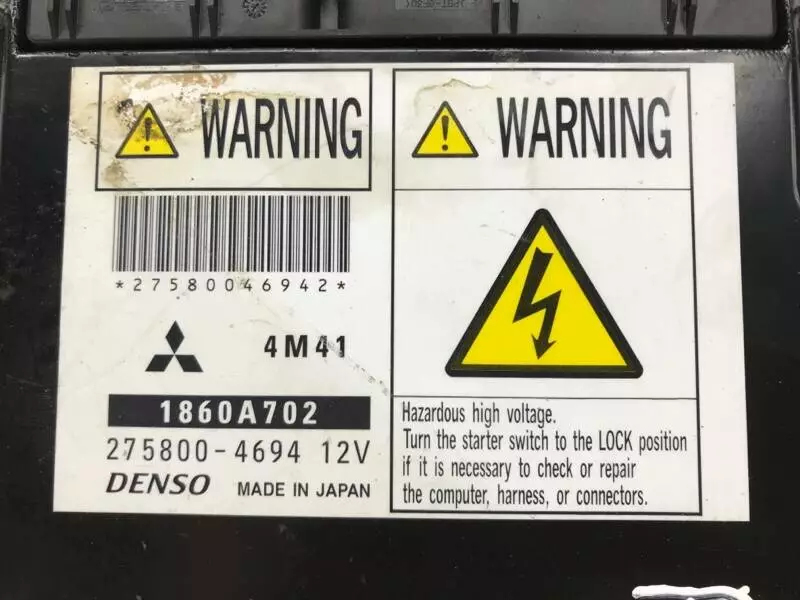 WARNING
*27580046942*
4M41
1860A702
275800-4694 12V
DENSO MADE IN JAPAN
WARNING
Hazardous high voltage.
Turn the starter switch to the LOCK position
if it is necessary to check or repair
the computer, harness, or connectors.